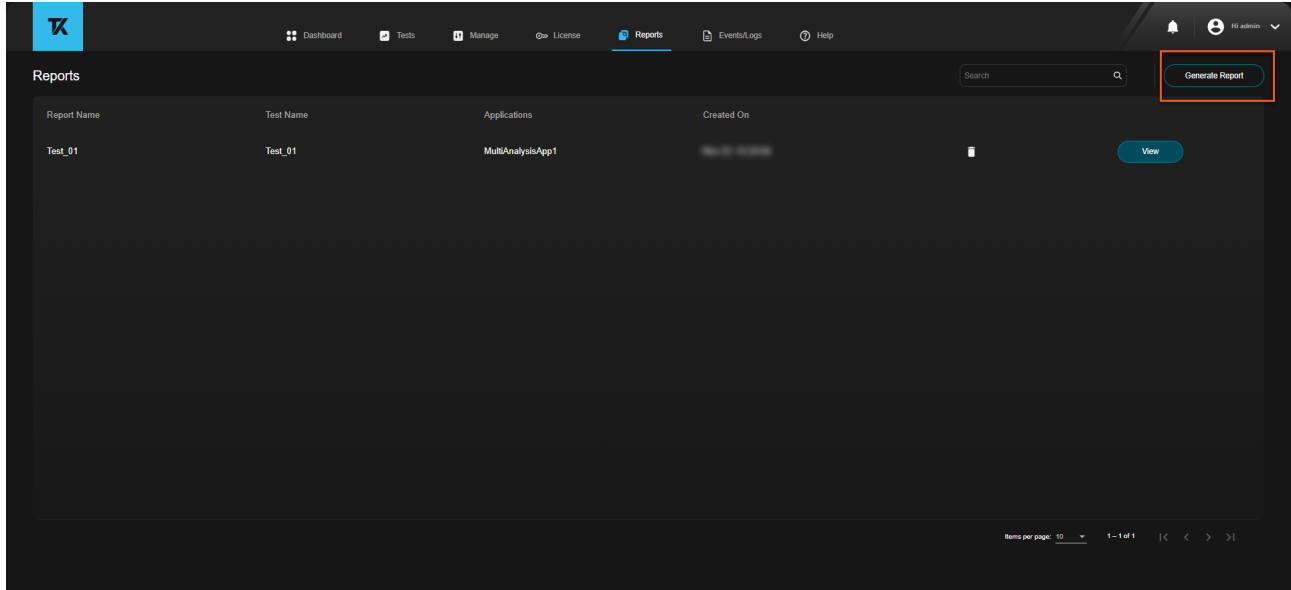 TK
Dashboard Tests Manage License Reports Events/Logs Help Hi admin
Reports Search Generate Report
Report Name Test Name Applications Created On
Test_01 Test_01 MultiAnalysisApp1 View
Items per page: 10 1 – 1 of 1